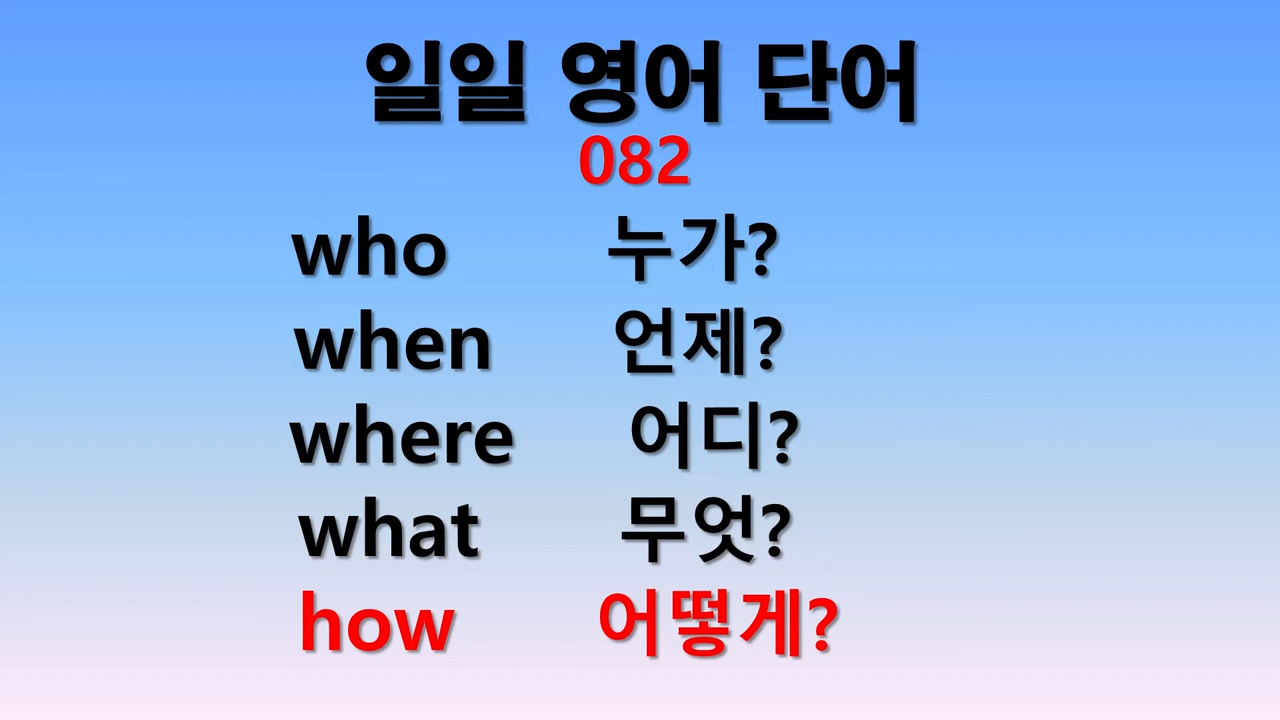 일일 영어 단어
082
who 누가?
when 언제?
where 어디?
what 무엇?
how 어떻게?